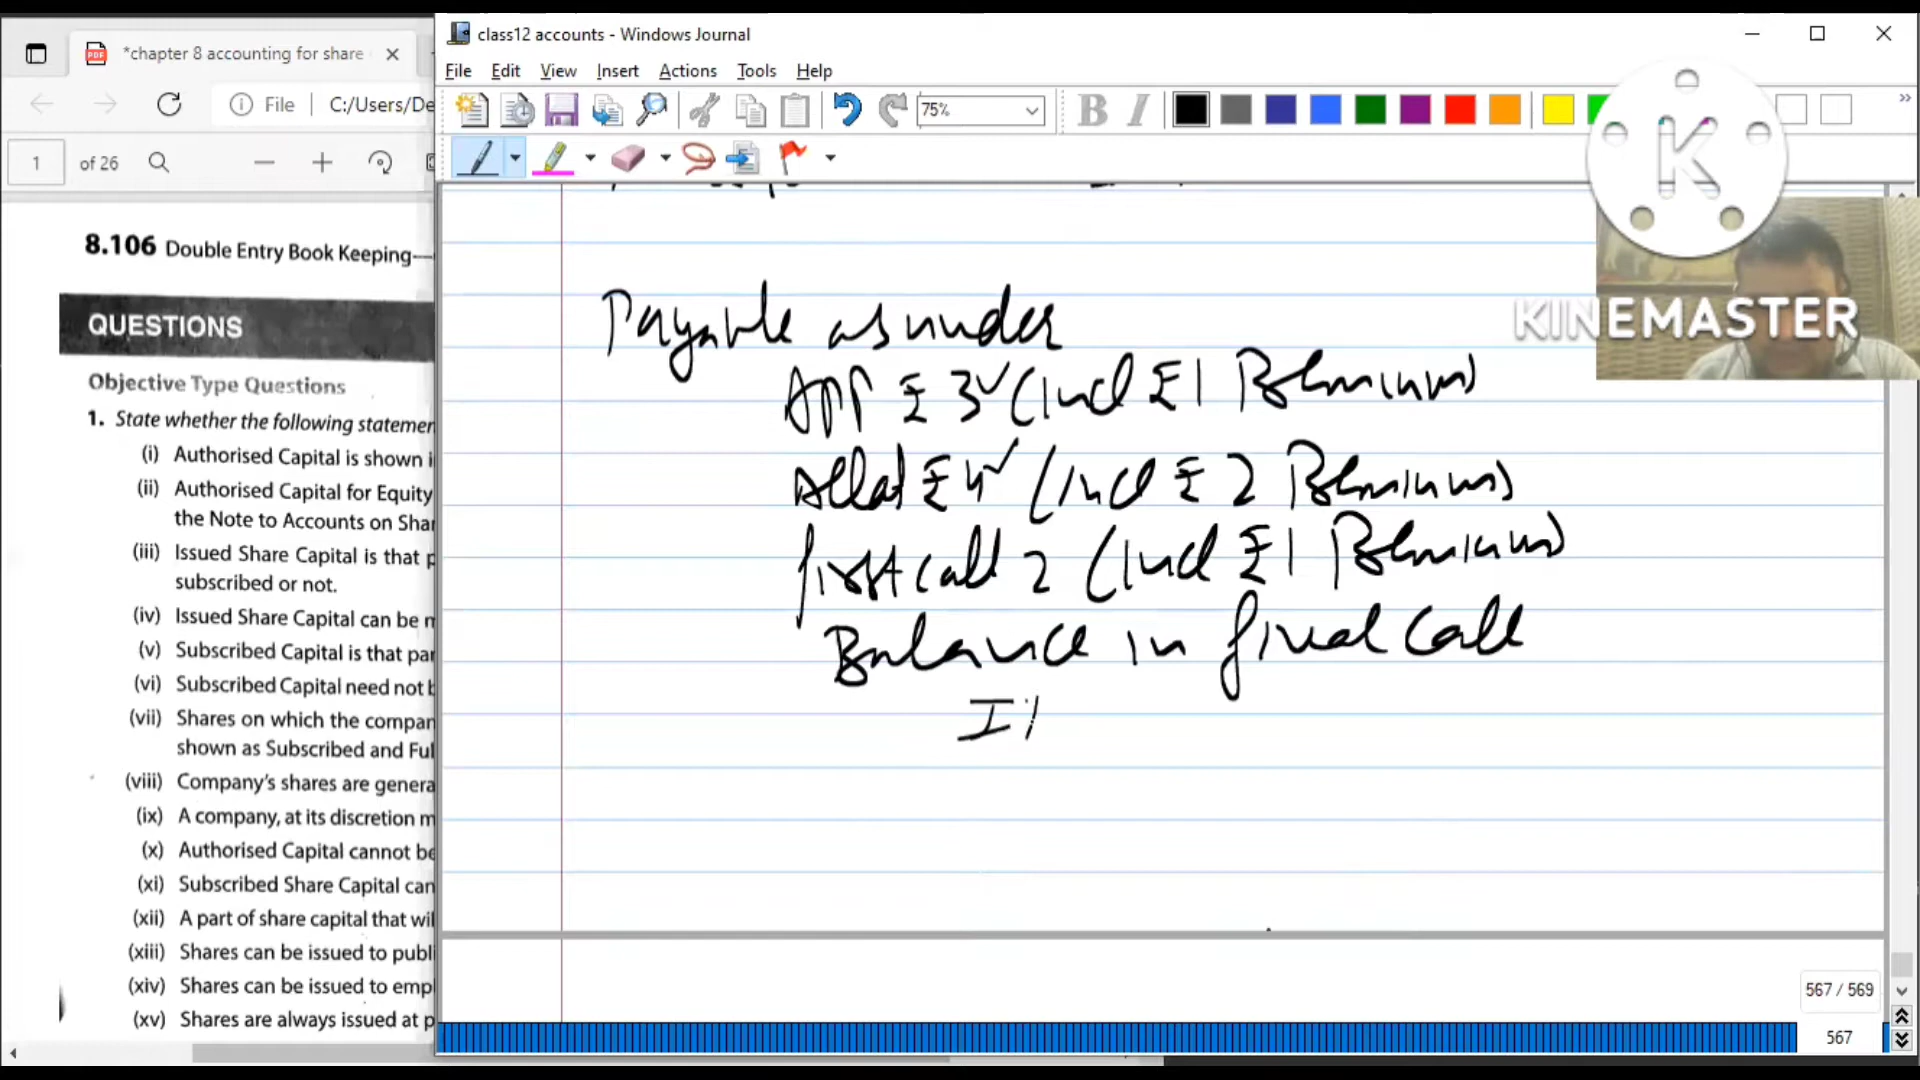 *chapter 8 accounting for share
File
C:/Users/De
1 of 26
8.106 Double Entry Book Keeping—
QUESTIONS
Objective Type Questions
1. State whether the following statemen
(i) Authorised Capital is shown i
(ii) Authorised Capital for Equity
the Note to Accounts on Shar
(iii) Issued Share Capital is that p
subscribed or not.
(iv) Issued Share Capital can be m
(v) Subscribed Capital is that par
(vi) Subscribed Capital need not b
(vii) Shares on which the compan
shown as Subscribed and Ful
(viii) Company's shares are genera
(ix) A company, at its discretion m
(x) Authorised Capital cannot be
(xi) Subscribed Share Capital can
(xii) A part of share capital that wil
(xiii) Shares can be issued to publi
(xiv) Shares can be issued to emp
(xv) Shares are always issued at p
class12 accounts - Windows Journal
File Edit View Insert Actions Tools Help
75%
B I
Payable as under
App ₹ 3 (incl ₹1 Premium)
Allot ₹ 4 (incl ₹ 2 Premium)
first call 2 (incl ₹1 Premium)
Balance in final call
K
KINEMASTER
567 / 569
567